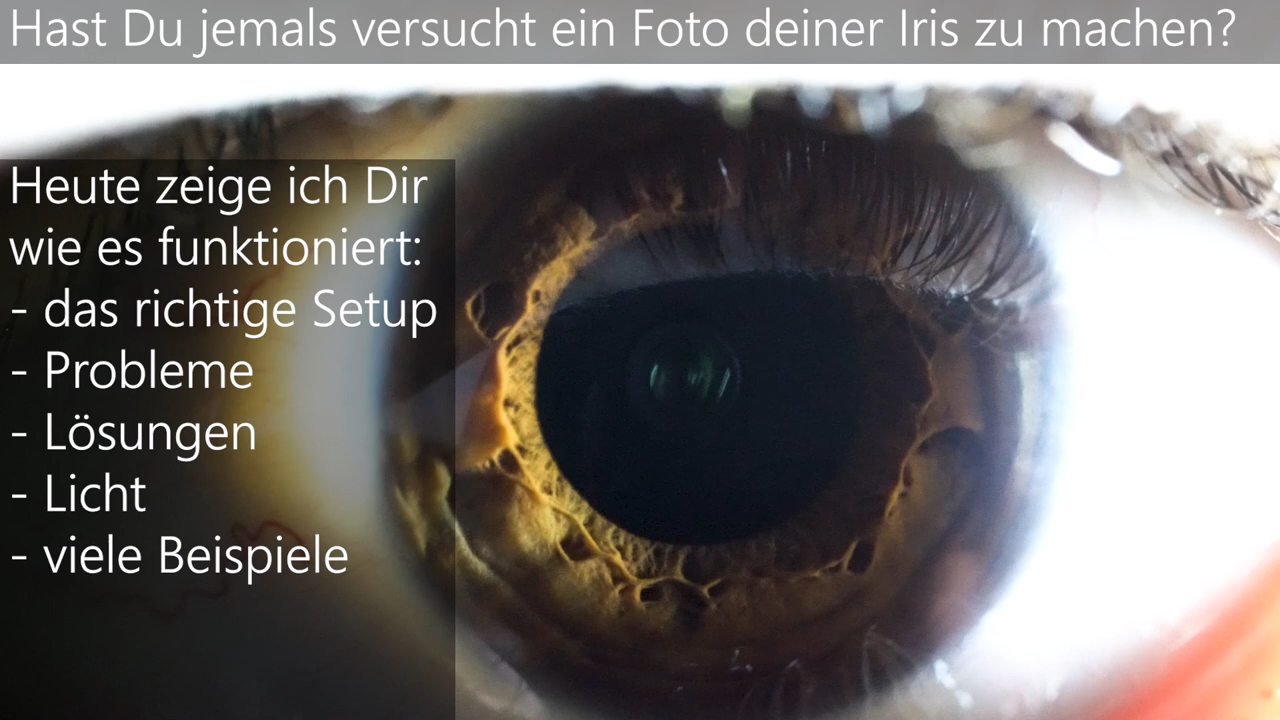 Hast Du jemals versucht ein Foto deiner Iris zu machen?
Heute zeige ich Dir
wie es funktioniert:
- das richtige Setup
- Probleme
- Lösungen
- Licht
- viele Beispiele